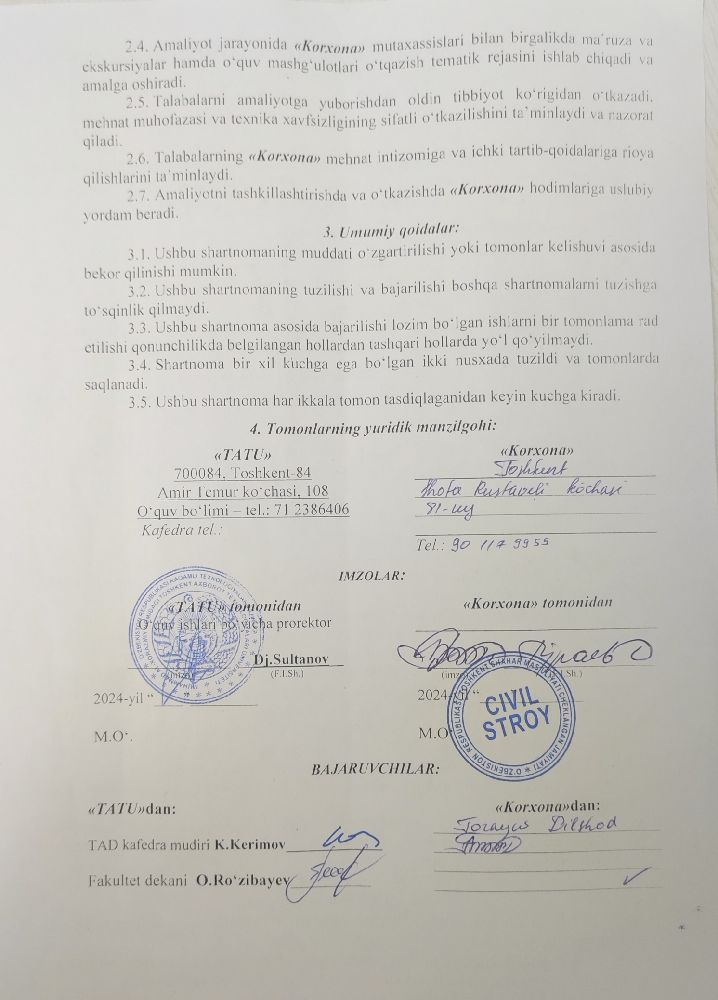 2.4. Amaliyot jarayonida «Korxona» mutaxassislari bilan birgalikda ma`ruza va
ekskursiyalar hamda o‘quv mashg‘ulotlari o‘tqazish tematik rejasini ishlab chiqadi va
amalga oshiradi.
2.5. Talabalarni amaliyotga yuborishdan oldin tibbiyot ko‘rigidan o‘tkazadi.
mehnat muhofazasi va texnika xavfsizligining sifatli o‘tkazilishini ta’minlaydi va nazorat
qiladi.
2.6. Talabalarning «Korxona» mehnat intizomiga va ichki tartib-qoidalariga rioya
qilishlarini ta`minlaydi.
2.7. Amaliyotni tashkillashtirishda va o‘tkazishda «Korxona» hodimlariga uslubiy
yordam beradi.
3. Umumiy qoidalar:
3.1. Ushbu shartnomaning muddati o‘zgartirilishi yoki tomonlar kelishuvi asosida
bekor qilinishi mumkin.
3.2. Ushbu shartnomaning tuzilishi va bajarilishi boshqa shartnomalarni tuzishga
to‘sqinlik qilmaydi.
3.3. Ushbu shartnoma asosida bajarilishi lozim bo‘lgan ishlarni bir tomonlama rad
etilishi qonunchilikda belgilangan hollardan tashqari hollarda yo‘l qo‘yilmaydi.
3.4. Shartnoma bir xil kuchga ega bo‘lgan ikki nusxada tuzildi va tomonlarda
saqlanadi.
3.5. Ushbu shartnoma har ikkala tomon tasdiqlaganidan keyin kuchga kiradi.
4. Tomonlarning yuridik manzilgohi:
«TATU»
700084, Toshkent-84
Amir Temur ko‘chasi, 108
O‘quv bo‘limi – tel.: 71 2386406
Kafedra tel.:
«Korxona»
Toshkent
Shota Rustaveli ko'chasi
81-uy
Tel.: 90 117 9955
IMZOLAR:
«TATU» tomonidan
O‘quv ishlari bo‘yicha prorektor
Dj.Sultanov
(imzo) (F.I.Sh.)
2024-yil “ ”
M.O‘.
O‘ZBEKISTON RESPUBLIKASI RAQAMLI TEXNOLOGIYALAR VAZIRLIGI
MUHAMMAD AL-XORAZMIY NOMIDAGI TOSHKENT AXBOROT TEXNOLOGIYALARI UNIVERSITETI
«Korxona» tomonidan
(imzo) (F.I.Sh.)
2024-yil “
M.O‘
O‘ZBEKISTON RESPUBLIKASI TOSHKENT SHAHAR MAS'ULIYATI CHEKLANGAN JAMIYATI
CIVIL
STROY
BAJARUVCHILAR:
«TATU»dan:
TAD kafedra mudiri K.Kerimov
Fakultet dekani O.Ro‘zibayev
«Korxona»dan:
Dilshod